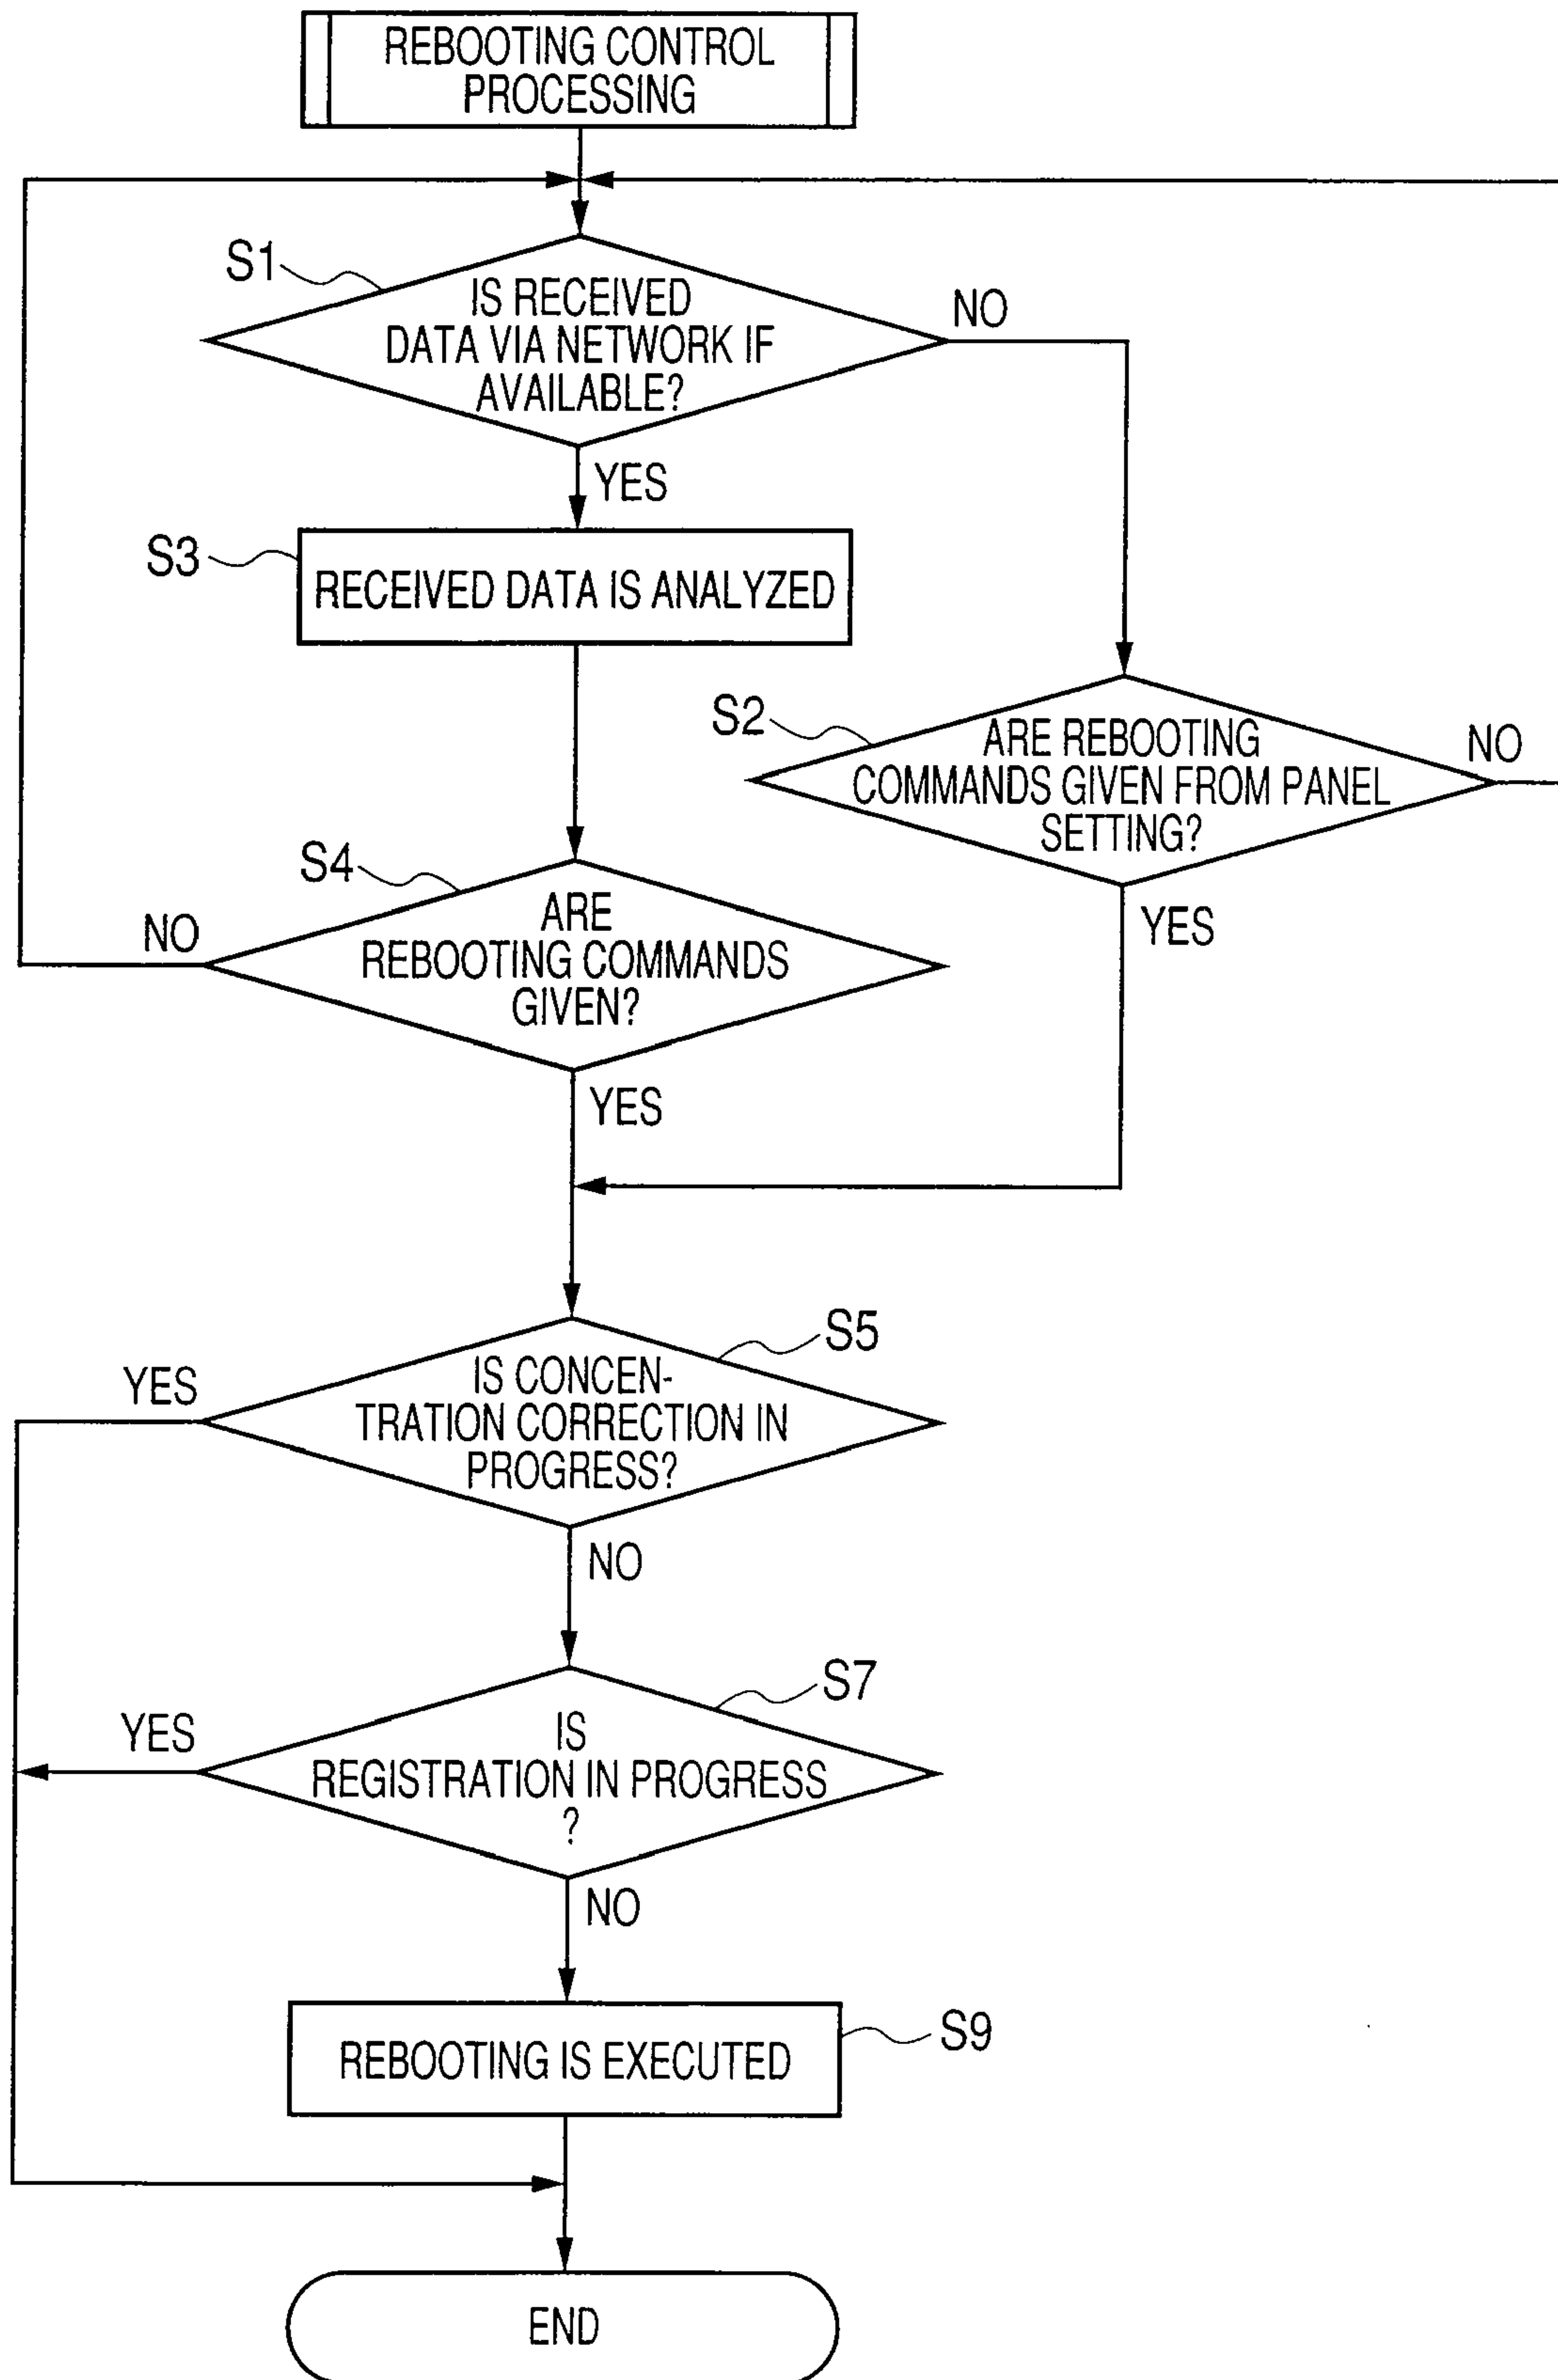 REBOOTING CONTROL
PROCESSING
S1
IS RECEIVED
DATA VIA NETWORK IF
AVAILABLE?
NO
YES
S3
RECEIVED DATA IS ANALYZED
S2
ARE REBOOTING
COMMANDS GIVEN FROM PANEL
SETTING?
NO
YES
S4
ARE
REBOOTING COMMANDS
GIVEN?
NO
YES
S5
IS CONCEN-
TRATION CORRECTION IN
PROGRESS?
YES
NO
S7
IS
REGISTRATION IN PROGRESS
?
YES
NO
REBOOTING IS EXECUTED
S9
END